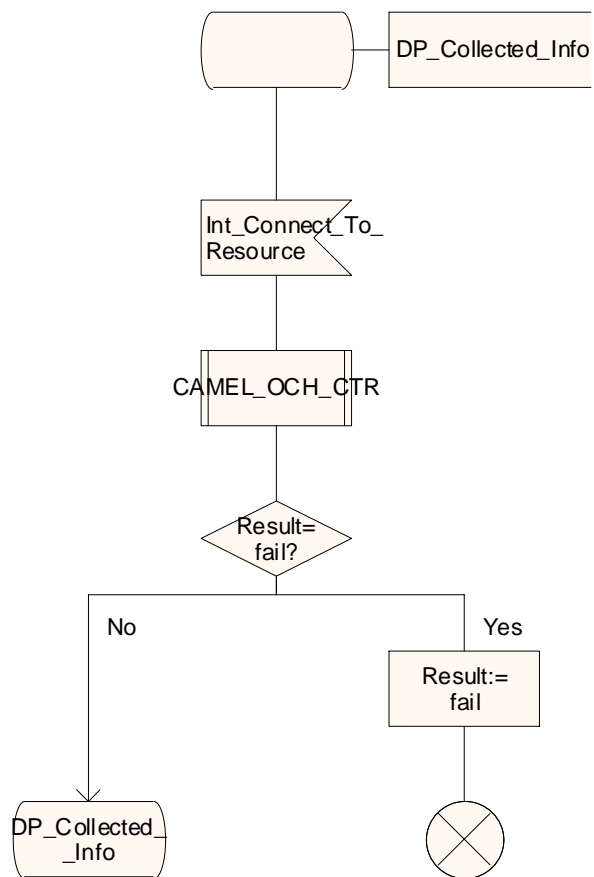 DP_Collected_Info
Int_Connect_To_
Resource
CAMEL_OCH_CTR
Result=
fail?
No
Yes
Result:=
fail
DP_Collected_
_Info